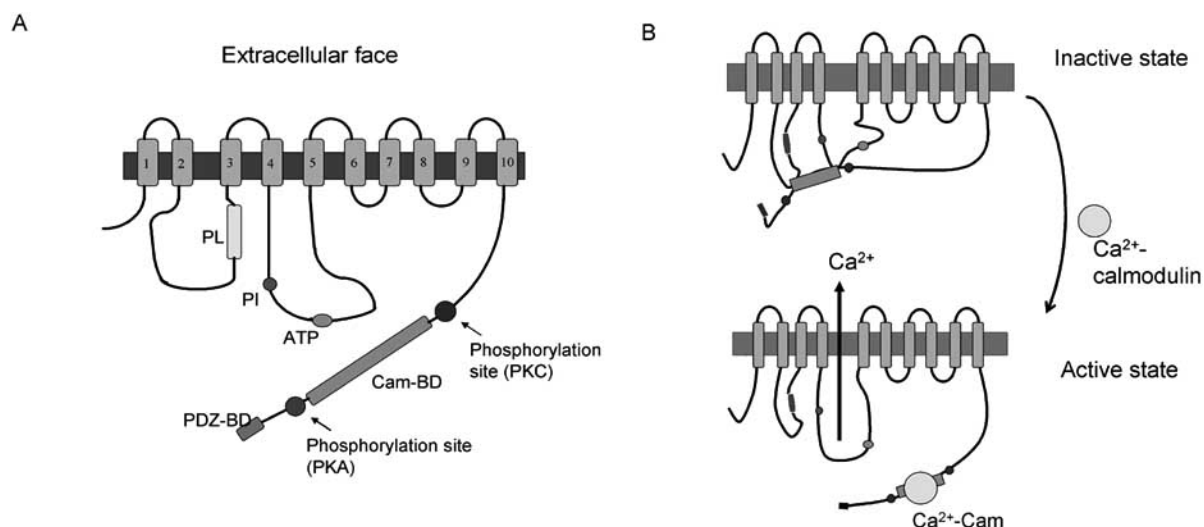 A
Extracellular face
1 2 3 4 5 6 7 8 9 10
PL
PI
ATP
Phosphorylation
site (PKC)
Cam-BD
PDZ-BD
Phosphorylation site
(PKA)
B
Inactive state
Ca²⁺-
calmodulin
Ca²⁺
Active state
Ca²⁺-Cam